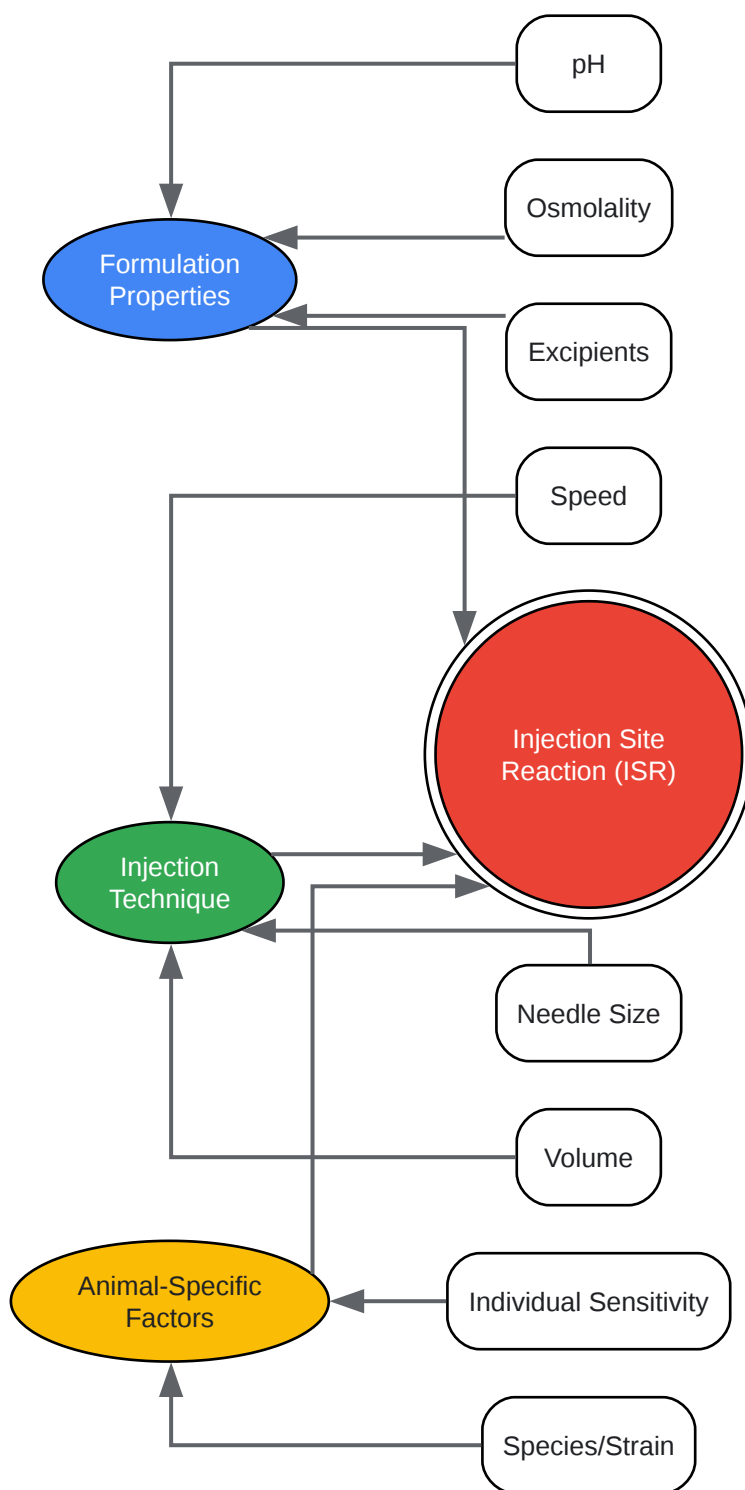 pH
Osmolality
Formulation
Properties
Excipients
Speed
Injection Site
Reaction (ISR)
Injection
Technique
Needle Size
Volume
Animal-Specific
Factors
Individual Sensitivity
Species/Strain